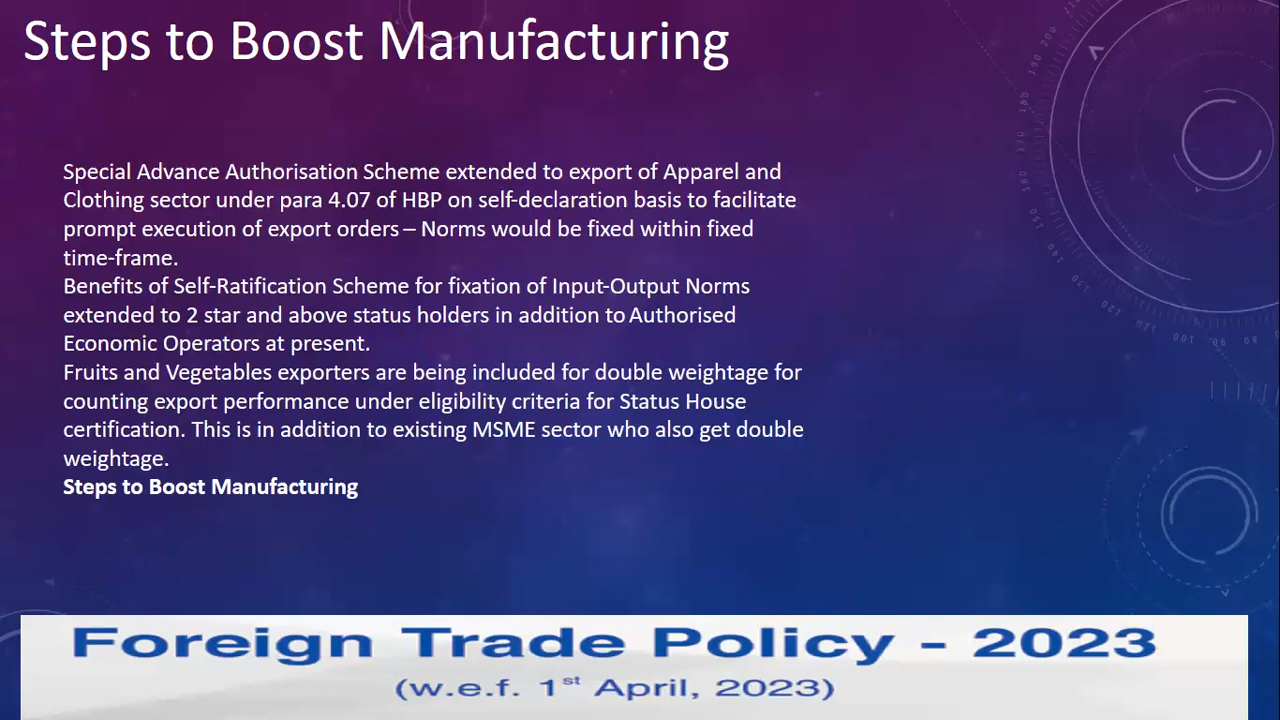 Steps to Boost Manufacturing
Special Advance Authorisation Scheme extended to export of Apparel and
Clothing sector under para 4.07 of HBP on self-declaration basis to facilitate
prompt execution of export orders – Norms would be fixed within fixed
time-frame.
Benefits of Self-Ratification Scheme for fixation of Input-Output Norms
extended to 2 star and above status holders in addition to Authorised
Economic Operators at present.
Fruits and Vegetables exporters are being included for double weightage for
counting export performance under eligibility criteria for Status House
certification. This is in addition to existing MSME sector who also get double
weightage.
Steps to Boost Manufacturing
Foreign Trade Policy - 2023
(w.e.f. 1st April, 2023)